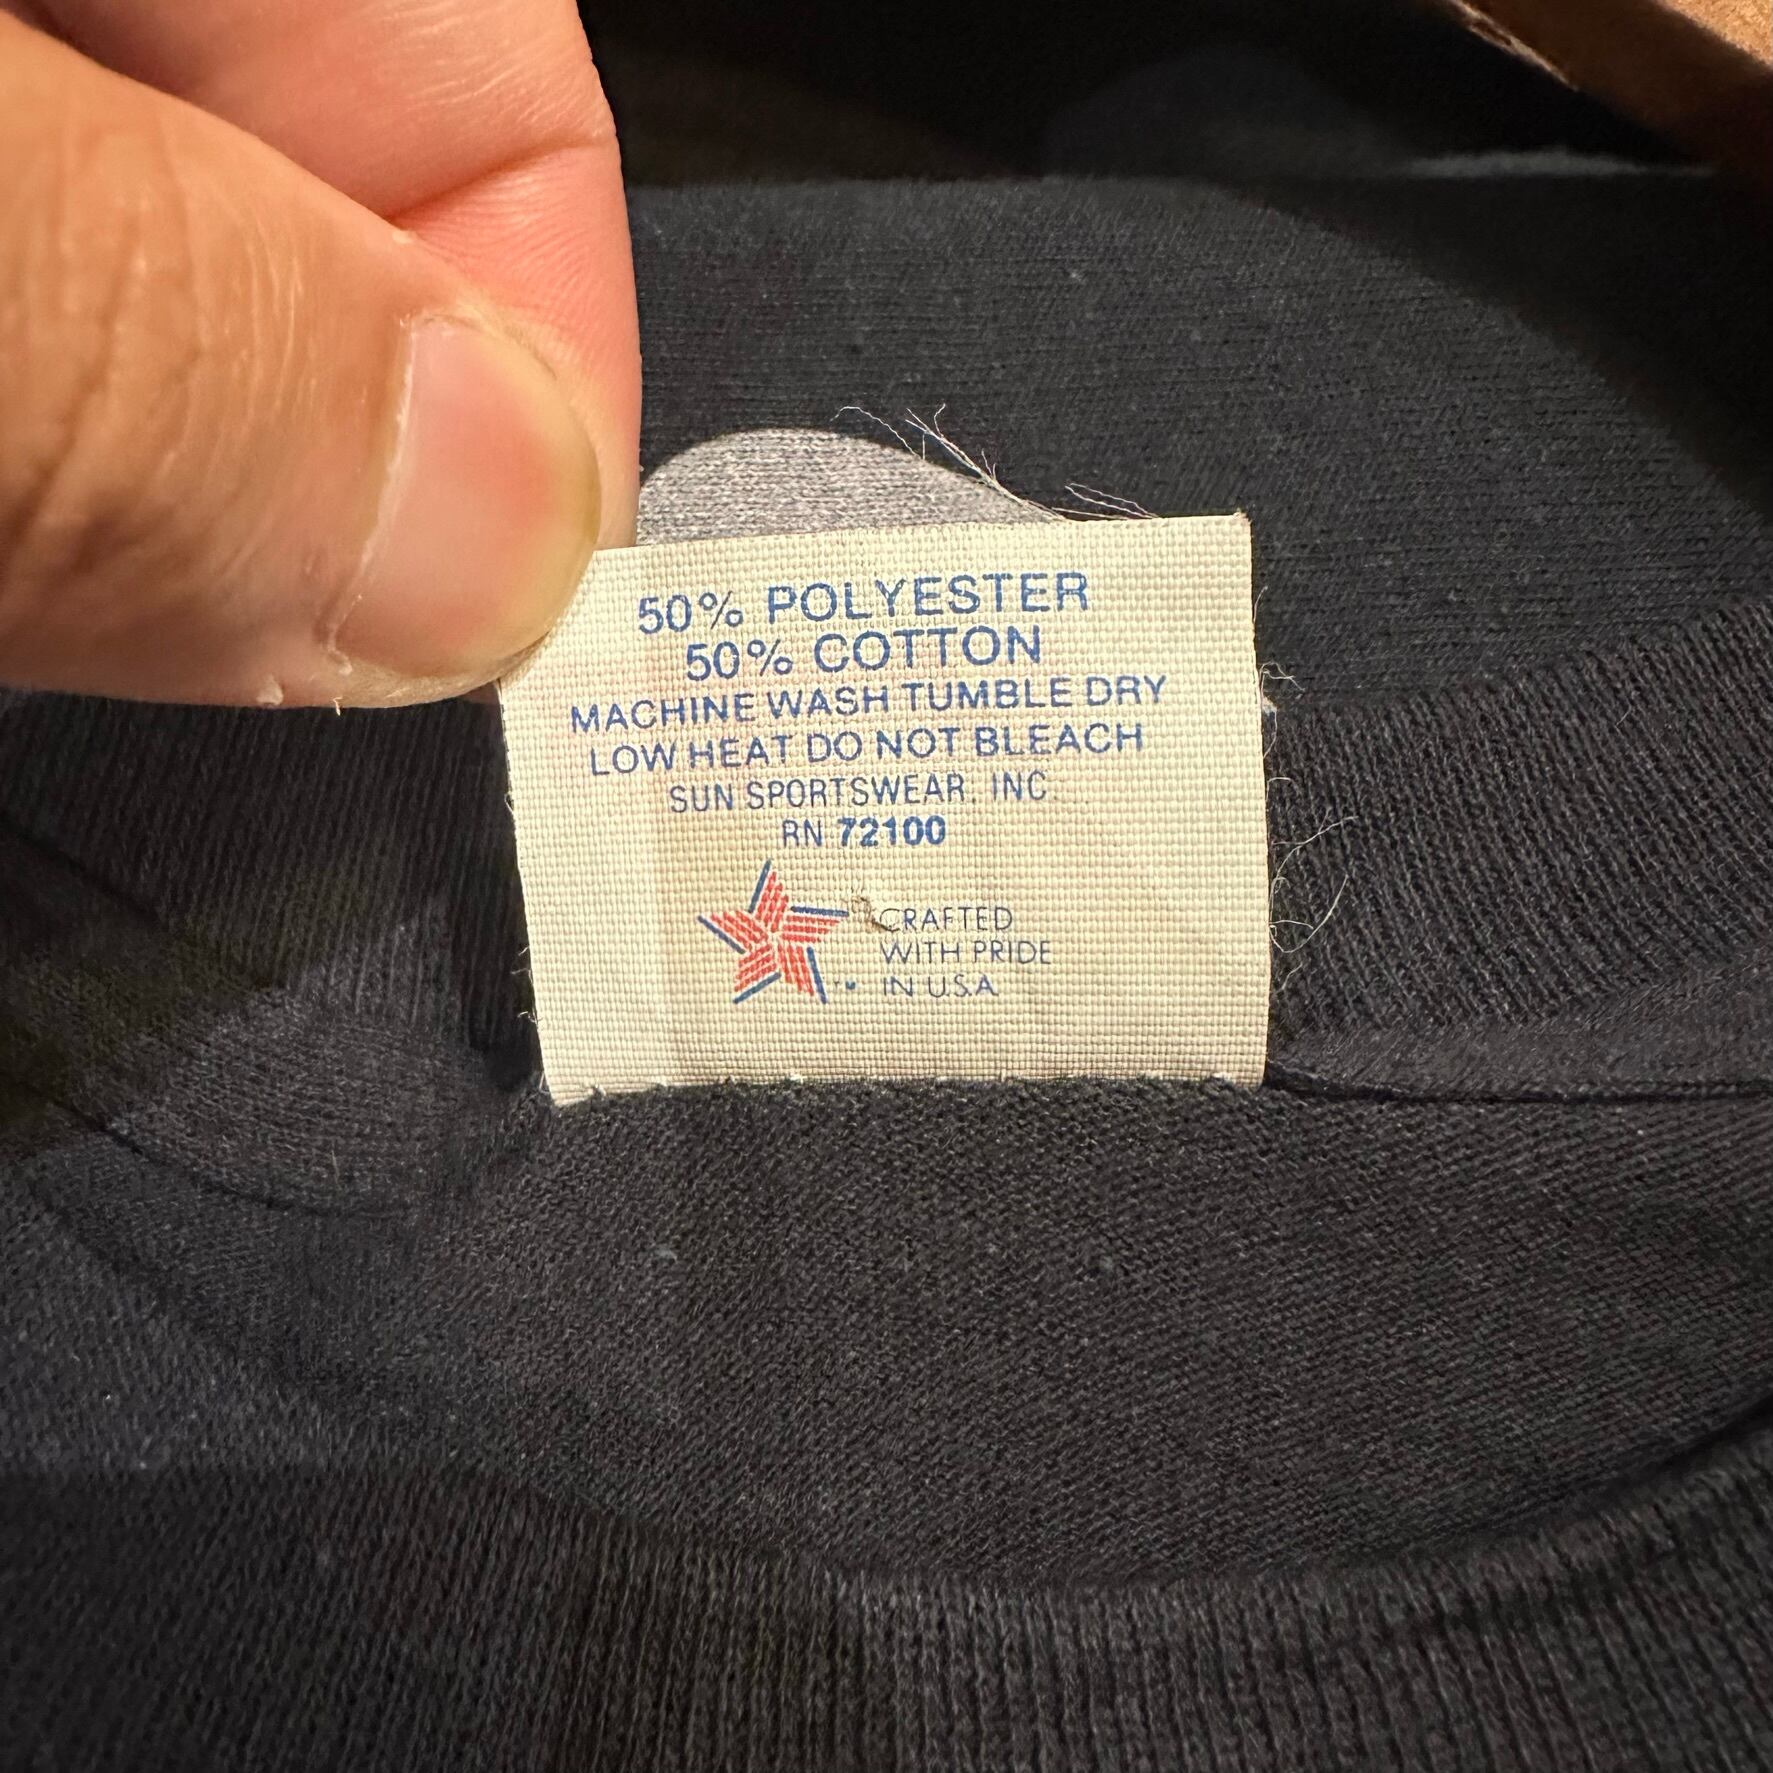 50% POLYESTER
50% COTTON
MACHINE WASH TUMBLE DRY
LOW HEAT DO NOT BLEACH
SUN SPORTSWEAR, INC.
RN 72100
CRAFTED
WITH PRIDE
IN U.S.A